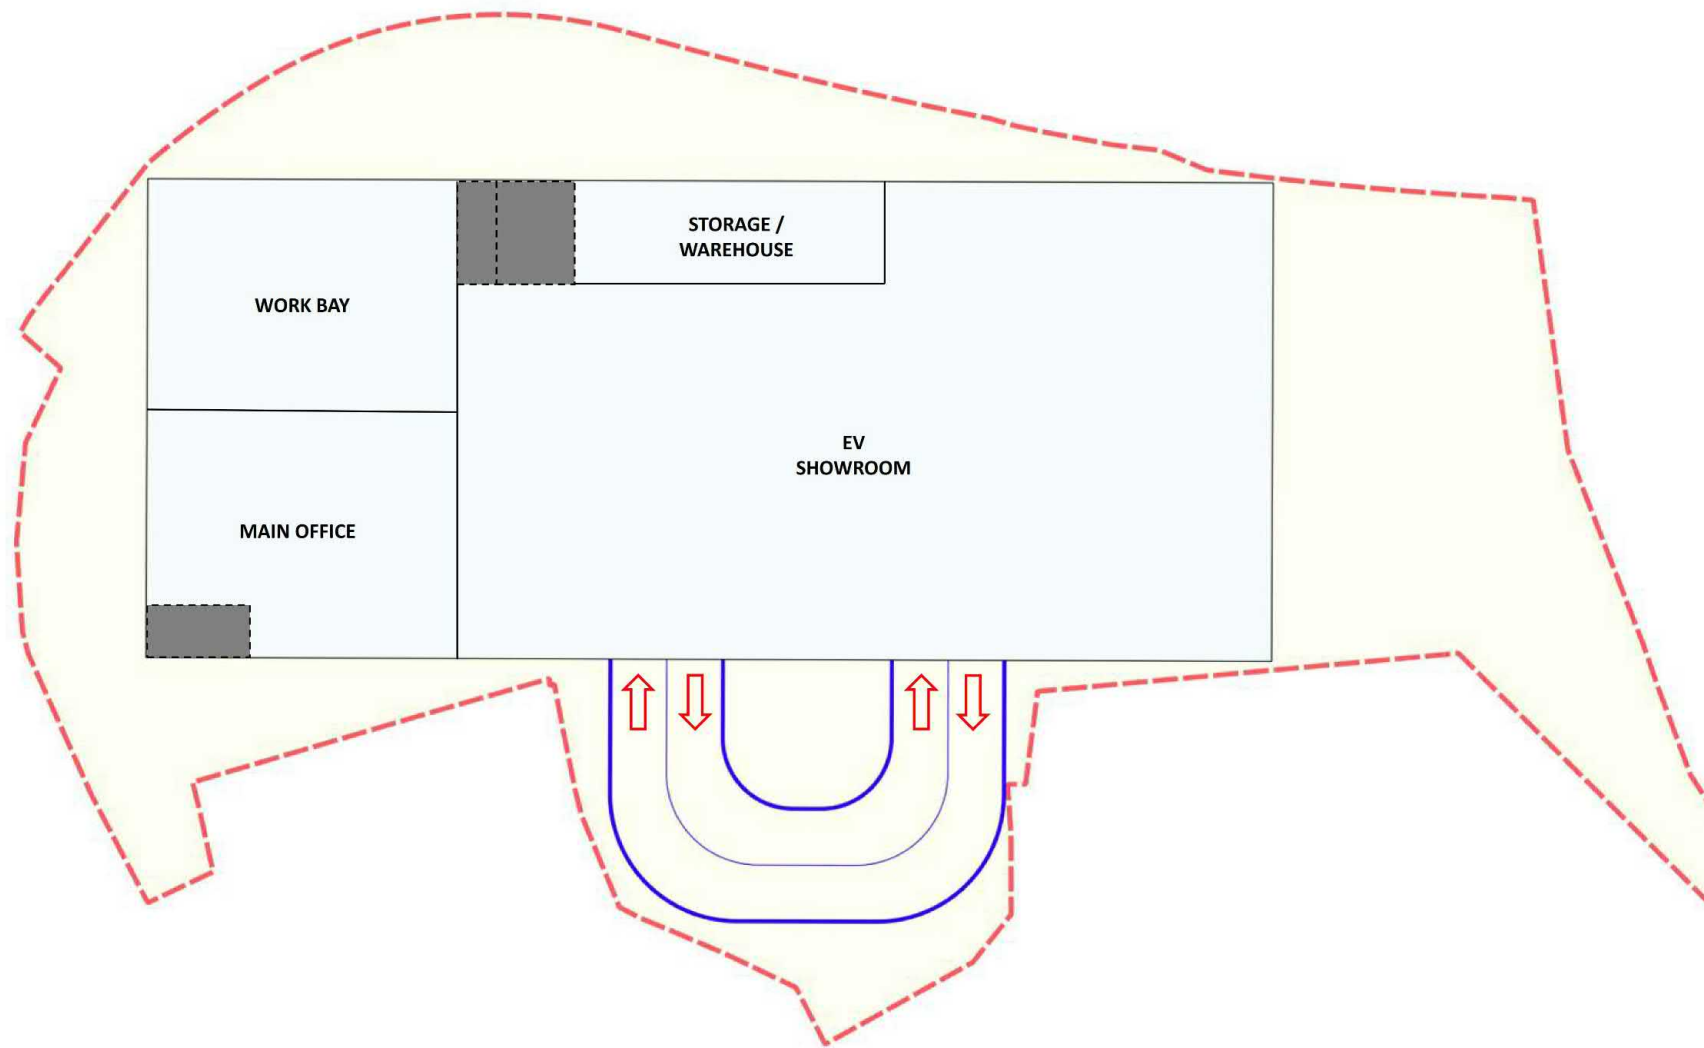 STORAGE /
WAREHOUSE
WORK BAY
EV
SHOWROOM
MAIN OFFICE